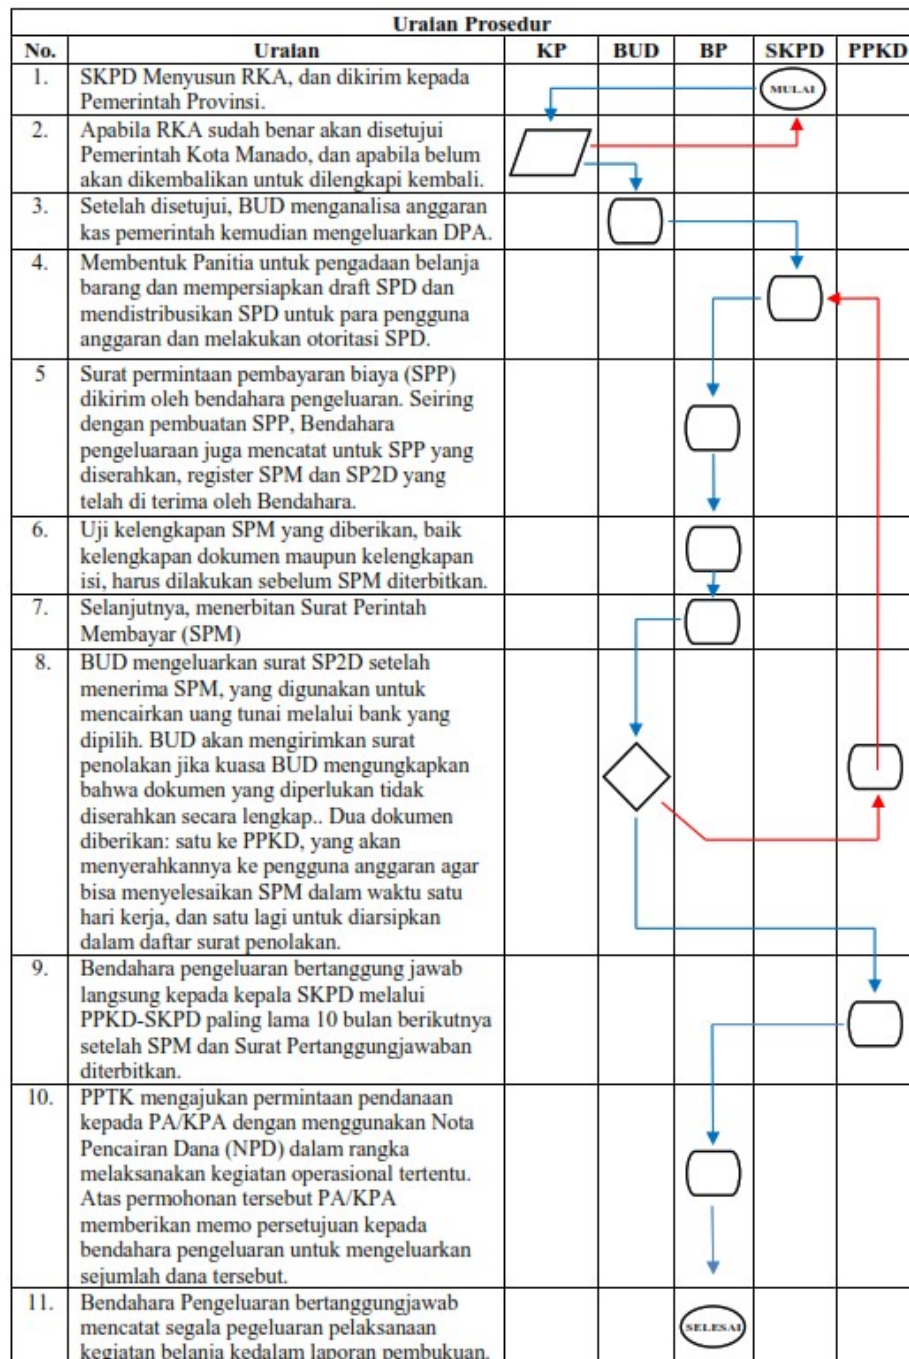 Uraian Prosedur
No. Uraian KP BUD BP SKPD PPKD
1. SKPD Menyusun RKA, dan dikirim kepada
Pemerintah Provinsi.
MULAI
2. Apabila RKA sudah benar akan disetujui
Pemerintah Kota Manado, dan apabila belum
akan dikembalikan untuk dilengkapi kembali.
3. Setelah disetujui, BUD menganalisa anggaran
kas pemerintah kemudian mengeluarkan DPA.
4. Membentuk Panitia untuk pengadaan belanja
barang dan mempersiapkan draft SPD dan
mendistribusikan SPD untuk para pengguna
anggaran dan melakukan otoritasi SPD.
5 Surat permintaan pembayaran biaya (SPP)
dikirim oleh bendahara pengeluaran. Seiring
dengan pembuatan SPP, Bendahara
pengeluaraan juga mencatat untuk SPP yang
diserahkan, register SPM dan SP2D yang
telah di terima oleh Bendahara.
6. Uji kelengkapan SPM yang diberikan, baik
kelengkapan dokumen maupun kelengkapan
isi, harus dilakukan sebelum SPM diterbitkan.
7. Selanjutnya, menerbitan Surat Perintah
Membayar (SPM)
8. BUD mengeluarkan surat SP2D setelah
menerima SPM, yang digunakan untuk
mencairkan uang tunai melalui bank yang
dipilih. BUD akan mengirimkan surat
penolakan jika kuasa BUD mengungkapkan
bahwa dokumen yang diperlukan tidak
diserahkan secara lengkap.. Dua dokumen
diberikan: satu ke PPKD, yang akan
menyerahkannya ke pengguna anggaran agar
bisa menyelesaikan SPM dalam waktu satu
hari kerja, dan satu lagi untuk diarsipkan
dalam daftar surat penolakan.
9. Bendahara pengeluaran bertanggung jawab
langsung kepada kepala SKPD melalui
PPKD-SKPD paling lama 10 bulan berikutnya
setelah SPM dan Surat Pertanggungjawaban
diterbitkan.
10. PPTK mengajukan permintaan pendanaan
kepada PA/KPA dengan menggunakan Nota
Pencairan Dana (NPD) dalam rangka
melaksanakan kegiatan operasional tertentu.
Atas permohonan tersebut PA/KPA
memberikan memo persetujuan kepada
bendahara pengeluaran untuk mengeluarkan
sejumlah dana tersebut.
11. Bendahara Pengeluaran bertanggungjawab
mencatat segala pegeluaran pelaksanaan
kegiatan belanja kedalam laporan pembukuan.
SELESAI